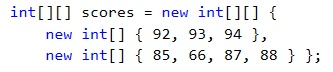 int[][] scores = new int[][] {
    new int[] { 92, 93, 94 },
    new int[] { 85, 66, 87, 88 } };